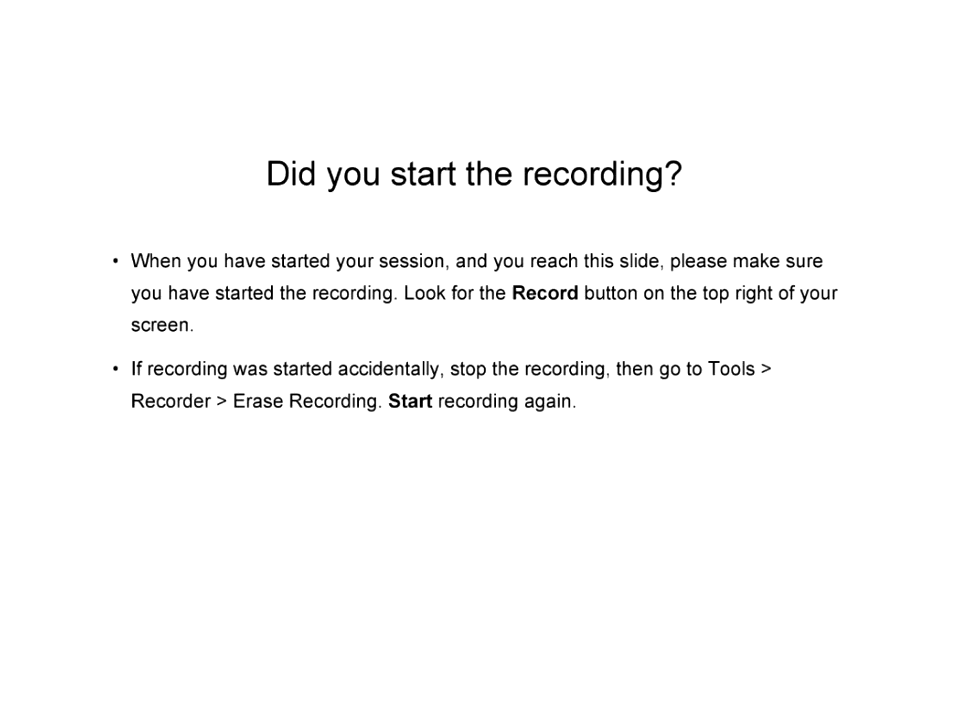 Did you start the recording?
• When you have started your session, and you reach this slide, please make sure
you have started the recording. Look for the Record button on the top right of your
screen.
• If recording was started accidentally, stop the recording, then go to Tools >
Recorder > Erase Recording. Start recording again.